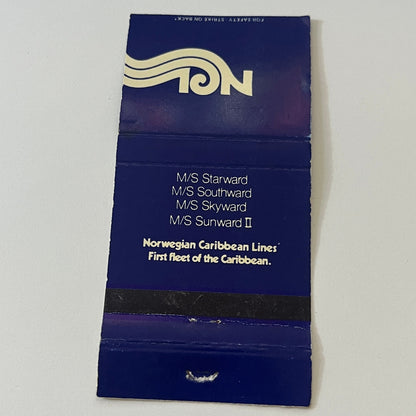 FOR SAFETY · STRIKE ON BACK
NCL
M/S Starward
M/S Southward
M/S Skyward
M/S Sunward II
Norwegian Caribbean Lines
First fleet of the Caribbean.